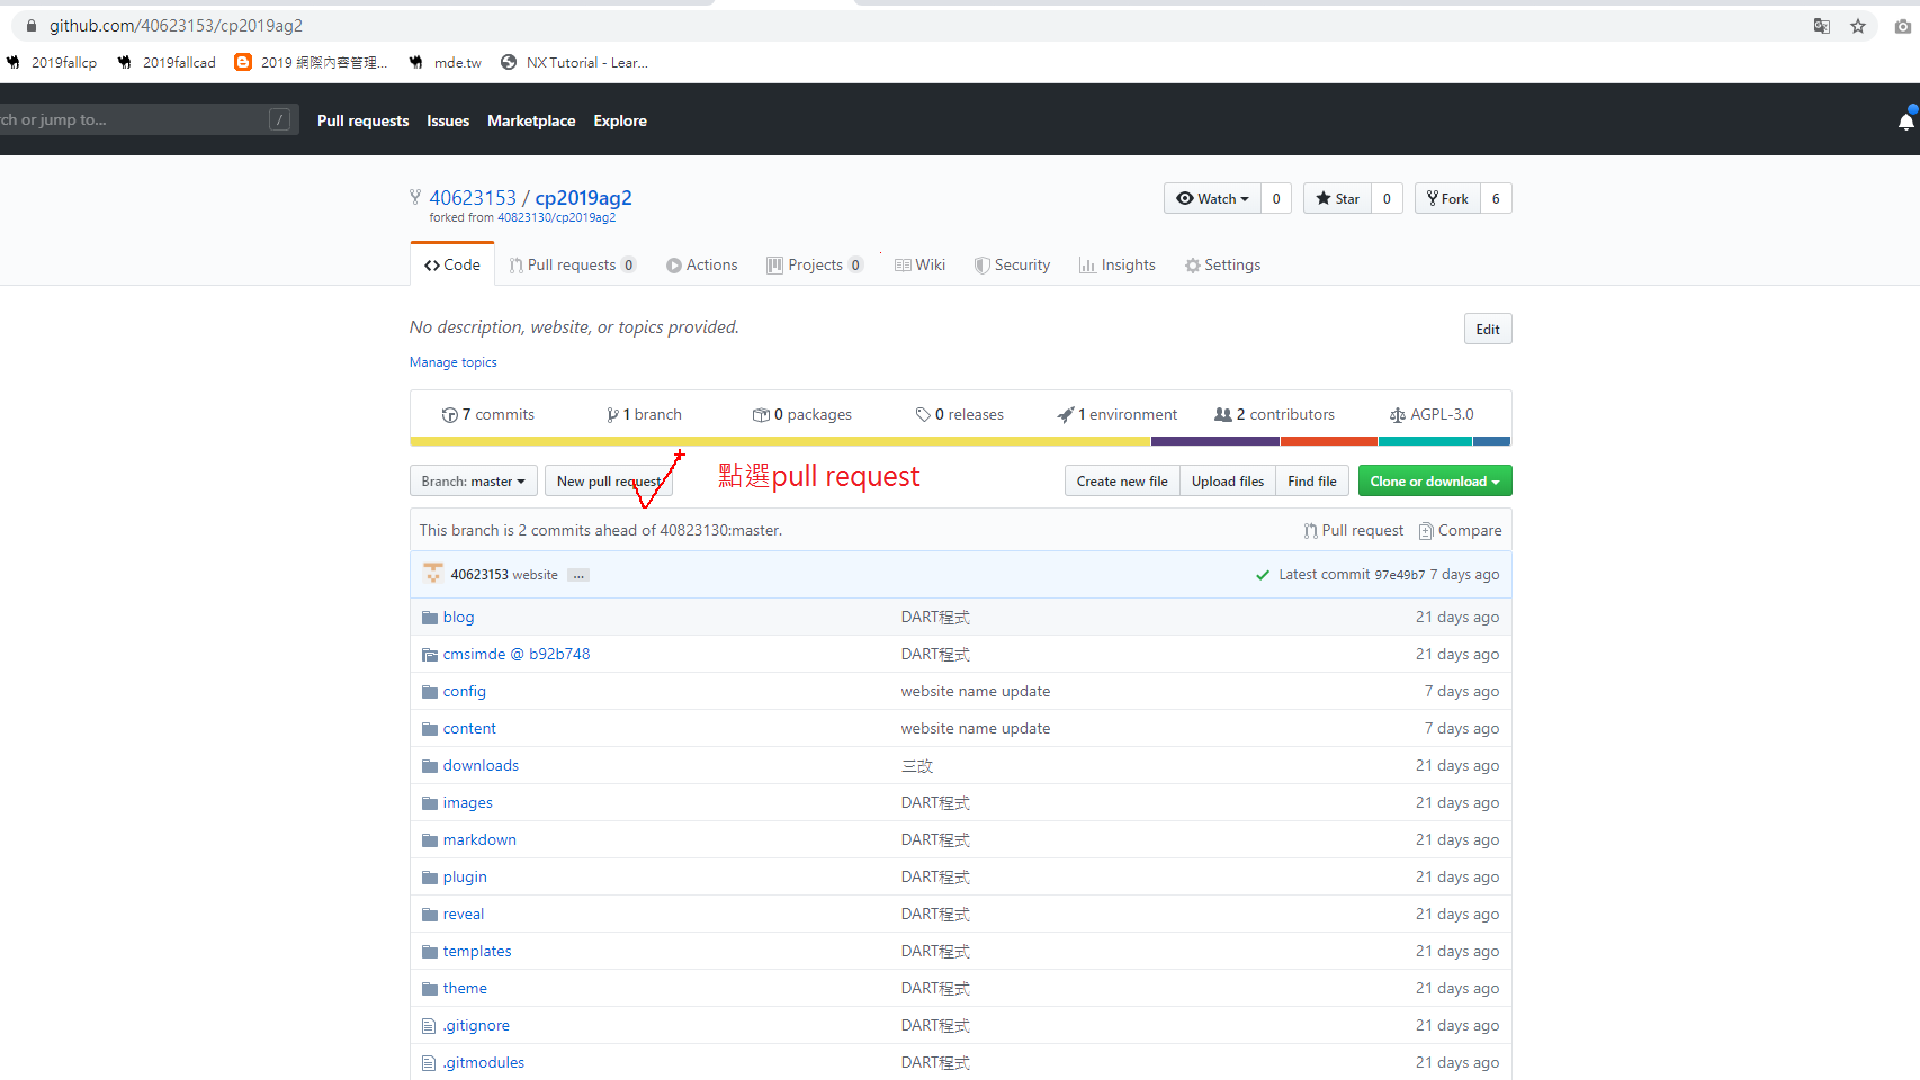 github.com/40623153/cp2019ag2
2019fallcp 2019fallcad 2019 網際內容管理... mde.tw NX Tutorial - Lear...
ch or jump to... / Pull requests Issues Marketplace Explore
40623153 / cp2019ag2 Watch 0 Star 0 Fork 6
forked from 40823130/cp2019ag2
Code Pull requests 0 Actions Projects 0 Wiki Security Insights Settings
No description, website, or topics provided. Edit
Manage topics
7 commits 1 branch 0 packages 0 releases 1 environment 2 contributors AGPL-3.0
Branch: master New pull request 點選pull request Create new file Upload files Find file Clone or download
This branch is 2 commits ahead of 40823130:master. Pull request Compare
40623153 website ... Latest commit 97e49b7 7 days ago
blog DART程式 21 days ago
cmsimde @ b92b748 DART程式 21 days ago
config website name update 7 days ago
content website name update 7 days ago
downloads 三改 21 days ago
images DART程式 21 days ago
markdown DART程式 21 days ago
plugin DART程式 21 days ago
reveal DART程式 21 days ago
templates DART程式 21 days ago
theme DART程式 21 days ago
.gitignore DART程式 21 days ago
.gitmodules DART程式 21 days ago